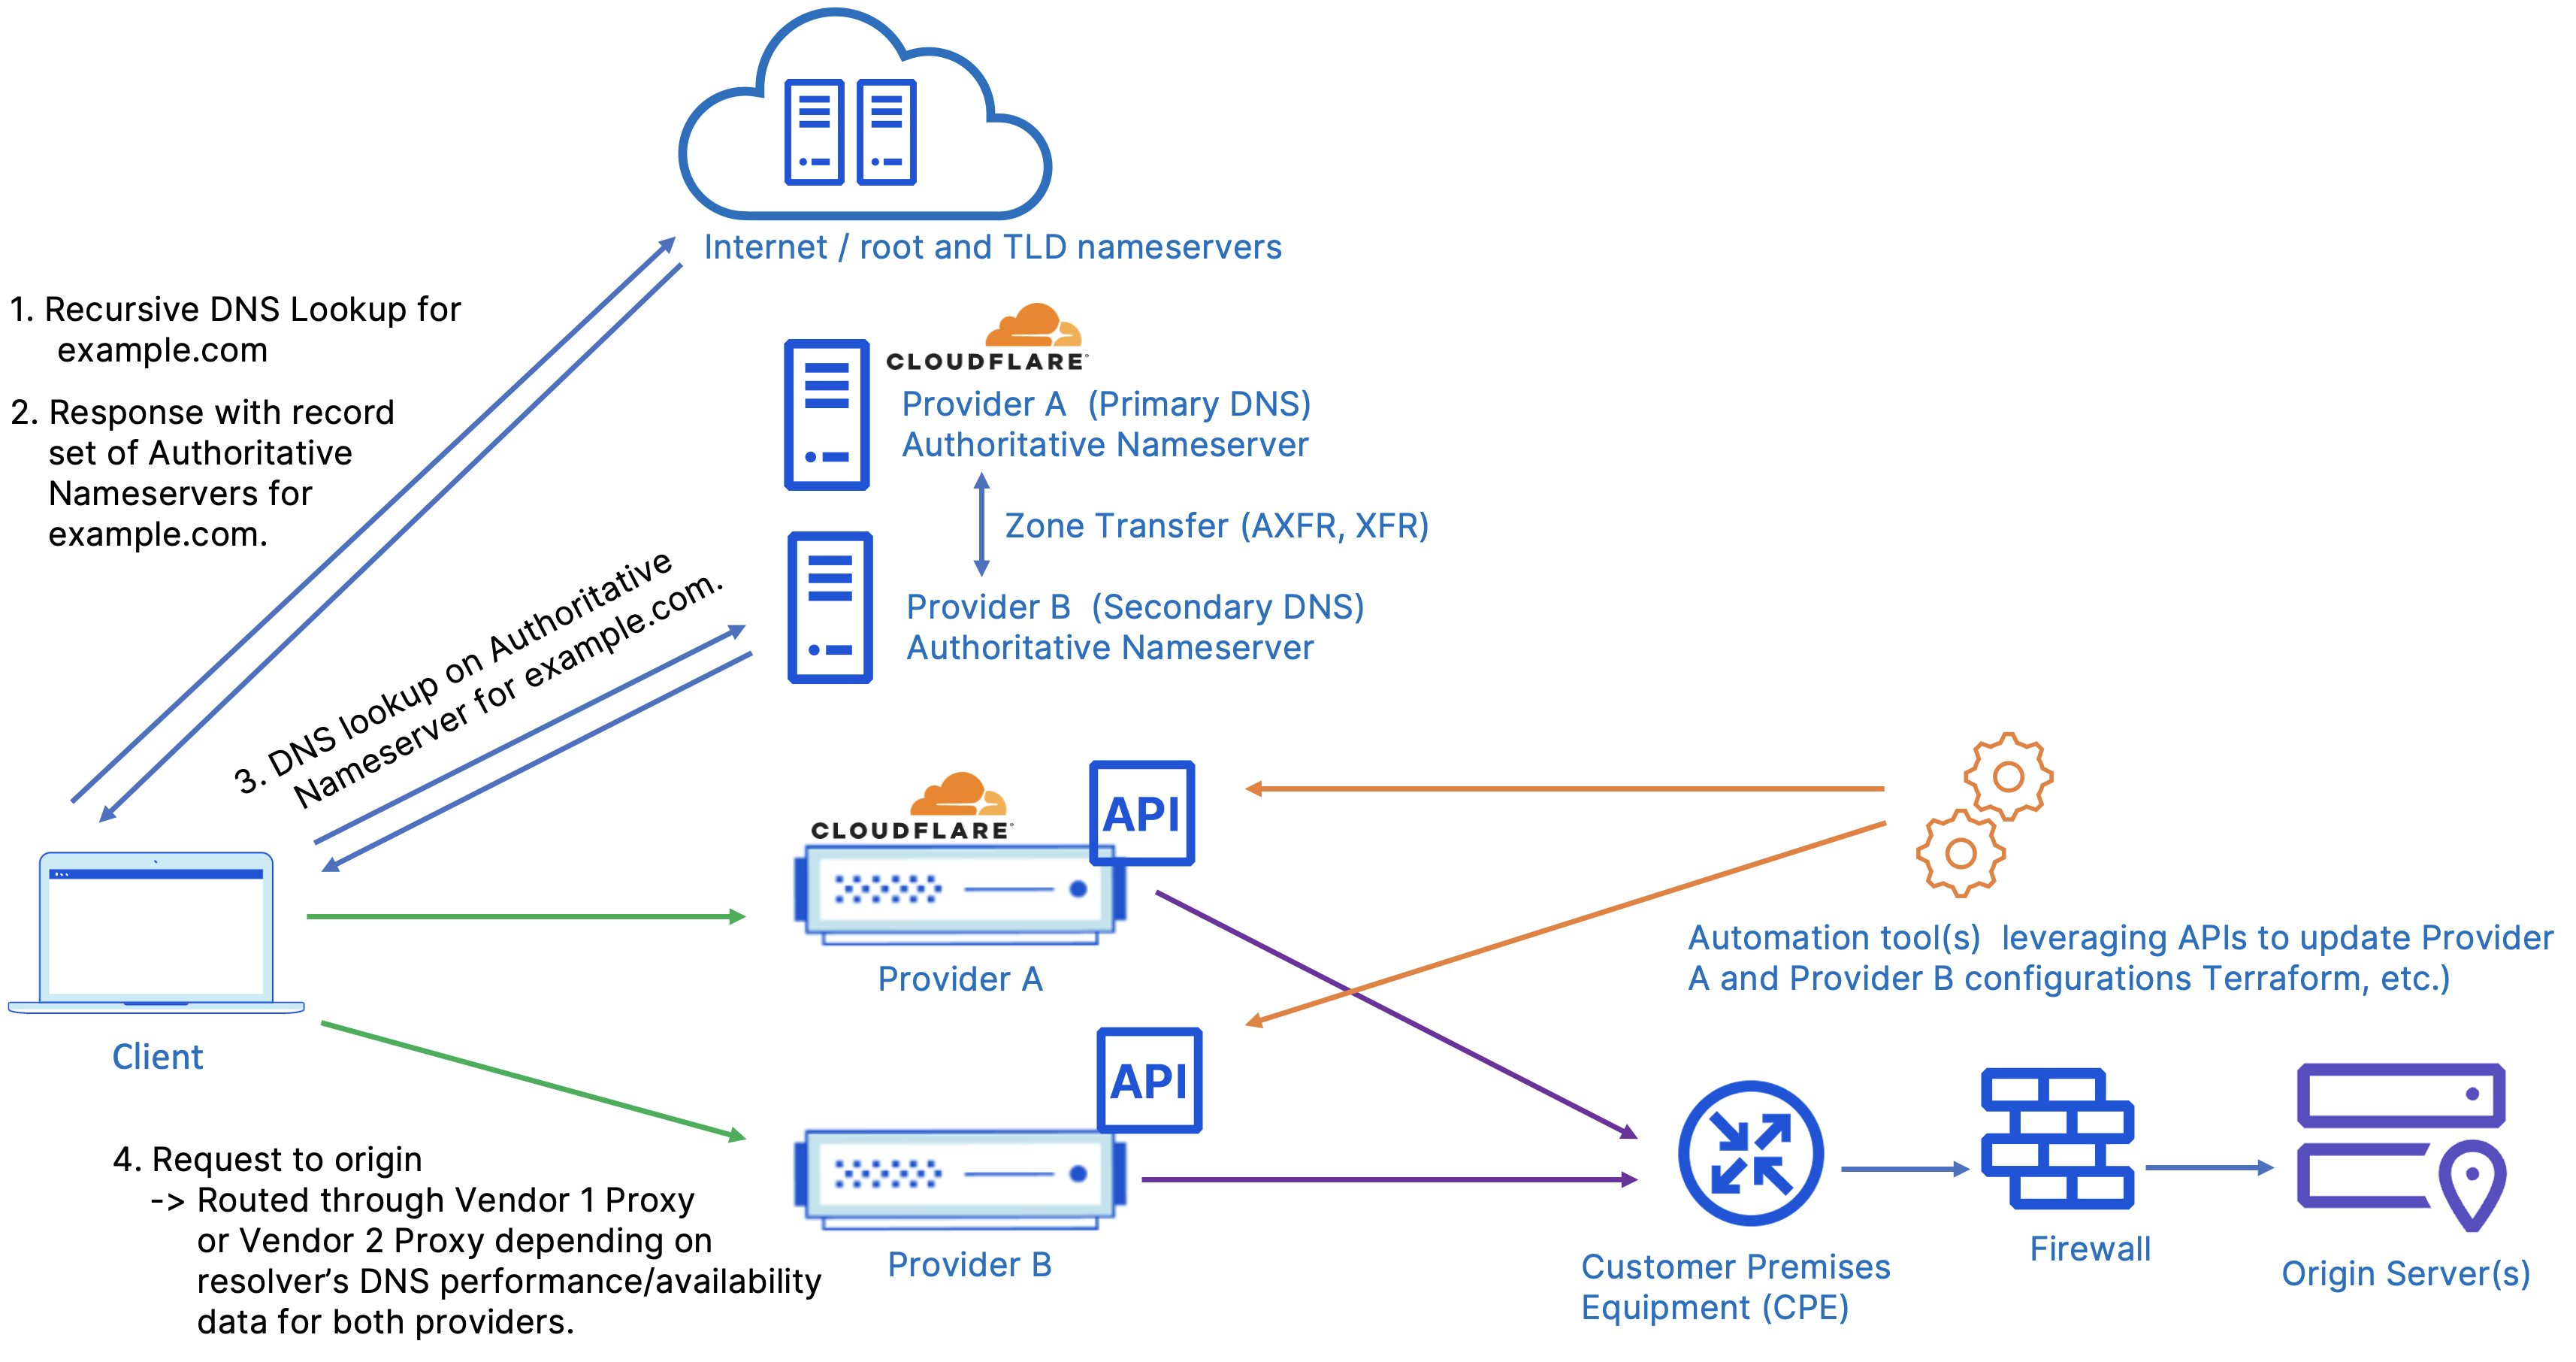 Internet / root and TLD nameservers
1. Recursive DNS Lookup for
example.com
2. Response with record
set of Authoritative
Nameservers for
example.com.
CLOUDFLARE
Provider A (Primary DNS)
Authoritative Nameserver
Zone Transfer (AXFR, XFR)
Provider B (Secondary DNS)
Authoritative Nameserver
3. DNS lookup on Authoritative
Nameserver for example.com.
CLOUDFLARE
API
Provider A
Automation tool(s) leveraging APIs to update Provider
A and Provider B configurations Terraform, etc.)
Client
API
Provider B
4. Request to origin
-> Routed through Vendor 1 Proxy
or Vendor 2 Proxy depending on
resolver’s DNS performance/availability
data for both providers.
Customer Premises
Equipment (CPE)
Firewall
Origin Server(s)